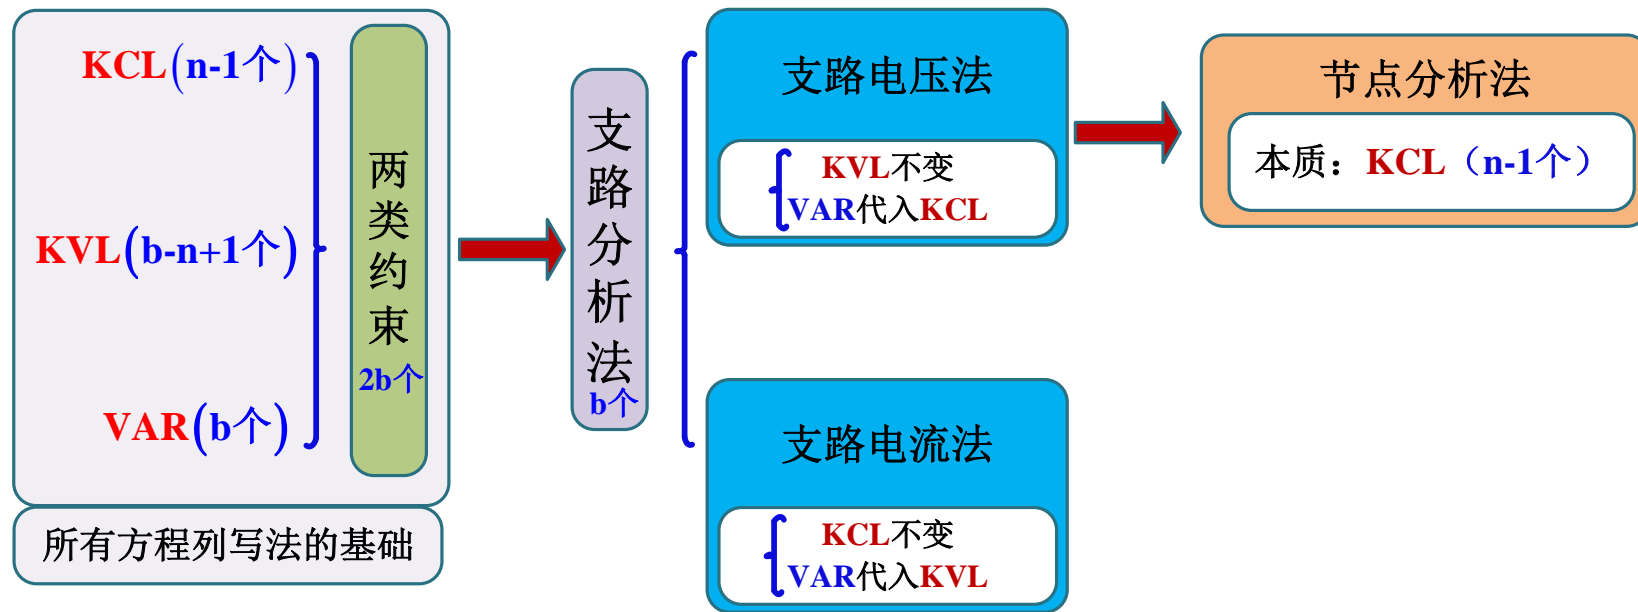 KCL(n-1个)
KVL(b-n+1个)
VAR(b个)
两类约束
2b个
所有方程列写法的基础
支路分析法
b个
支路电压法
KVL不变
VAR代入KCL
支路电流法
KCL不变
VAR代入KVL
节点分析法
本质：KCL（n-1个）